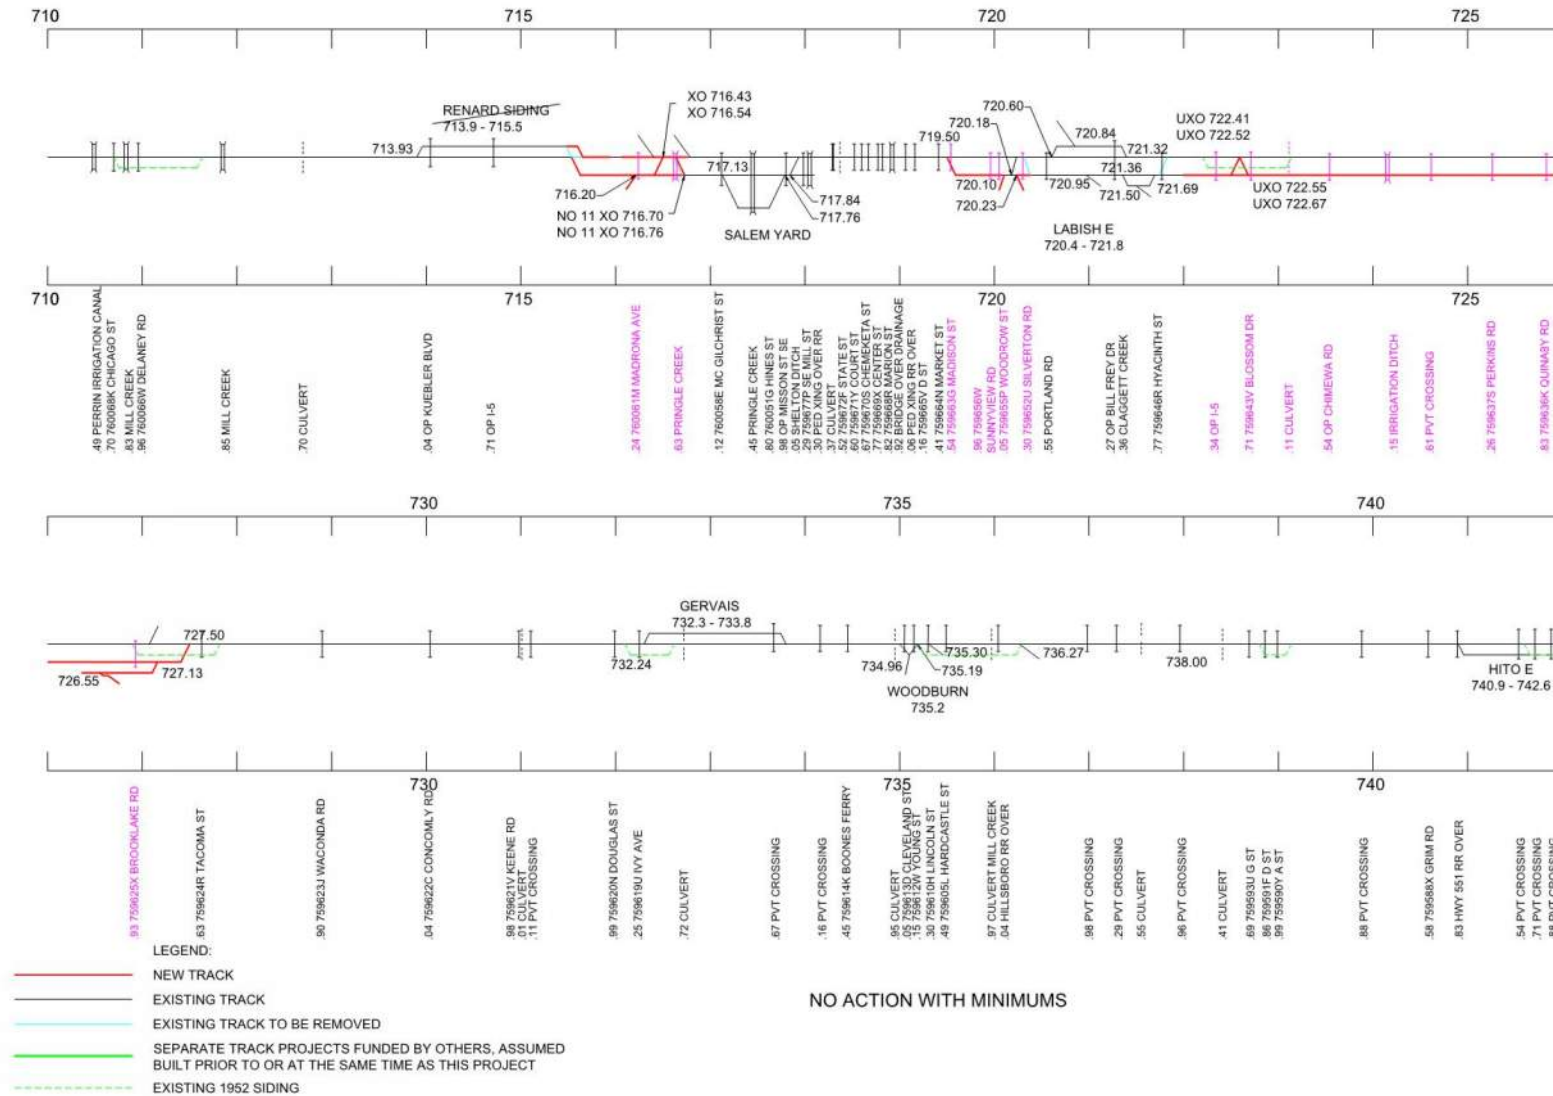 710
715
720
725
RENARD SIDING
713.9 - 715.5
713.93
XO 716.43
XO 716.54
716.20
NO 11 XO 716.70
NO 11 XO 716.76
717.13
SALEM YARD
717.84
717.76
719.50
720.60
720.18
720.84
721.32
721.36
720.10
720.23
720.95
721.50
721.69
LABISH E
720.4 - 721.8
UXO 722.41
UXO 722.52
UXO 722.55
UXO 722.67
710
715
720
725
.49 PERRIN IRRIGATION CANAL
.70 760068K CHICAGO ST
.83 MILL CREEK
.96 760066W DELANEY RD
.85 MILL CREEK
.70 CULVERT
.04 OP KUEBLER BLVD
.71 OP I-5
.24 760061M MADRONA AVE
.63 PRINGLE CREEK
.12 760058E MC GILCHRIST ST
.45 PRINGLE CREEK
.80 760051G HINES ST
.98 OP MISSON ST SE
.05 SHELTON DITCH
.29 759677P SE MILL ST
.30 PED XING OVER RR
.37 CULVERT
.52 759672F STATE ST
.60 759671Y COURT ST
.67 759670S CHEMEKETA ST
.77 759669X CENTER ST
.82 759668R MARION ST
.92 BRIDGE OVER DRAINAGE
.06 PED XING RR OVER
.16 759665V D ST
.41 759664N MARKET ST
.54 759663G MADISON ST
.96 759656W
SUNNYVIEW RD
.05 759655P WOODROW ST
.30 759652U SILVERTON RD
.55 PORTLAND RD
.27 OP BILL FREY DR
.36 CLAGGETT CREEK
.77 759646R HYACINTH ST
.34 OP I-5
.71 759643V BLOSSOM DR
.11 CULVERT
.54 OP CHIMEWA RD
.15 IRRIGATION DITCH
.61 PVT CROSSING
.26 759637S PERKINS RD
.83 759636K QUINABY RD
730
735
740
727.50
726.55
727.13
GERVAIS
732.3 - 733.8
732.24
734.96
735.30
735.19
WOODBURN
735.2
736.27
738.00
HITO E
740.9 - 742.6
730
735
740
.93 759625X BROOKLAKE RD
.63 759624R TACOMA ST
.90 759623J WACONDA RD
.04 759622C CONCOMLY RD
.98 759621V KEENE RD
.01 CULVERT
.11 PVT CROSSING
.99 759620N DOUGLAS ST
.25 759619U IVY AVE
.72 CULVERT
.67 PVT CROSSING
.16 PVT CROSSING
.45 759614K BOONES FERRY
.95 CULVERT
.05 759613D CLEVELAND ST
.15 759612W YOUNG ST
.30 759610H LINCOLN ST
.49 759605L HARDCASTLE ST
.97 CULVERT MILL CREEK
.04 HILLSBORO RR OVER
.98 PVT CROSSING
.29 PVT CROSSING
.55 CULVERT
.96 PVT CROSSING
.41 CULVERT
.69 759593U G ST
.86 759591F D ST
.99 759590Y A ST
.88 PVT CROSSING
.58 759588X GRIM RD
.83 HWY 551 RR OVER
.54 PVT CROSSING
.71 PVT CROSSING
.88 PVT CROSSING
LEGEND:
NEW TRACK
EXISTING TRACK
EXISTING TRACK TO BE REMOVED
SEPARATE TRACK PROJECTS FUNDED BY OTHERS, ASSUMED
BUILT PRIOR TO OR AT THE SAME TIME AS THIS PROJECT
EXISTING 1952 SIDING
NO ACTION WITH MINIMUMS